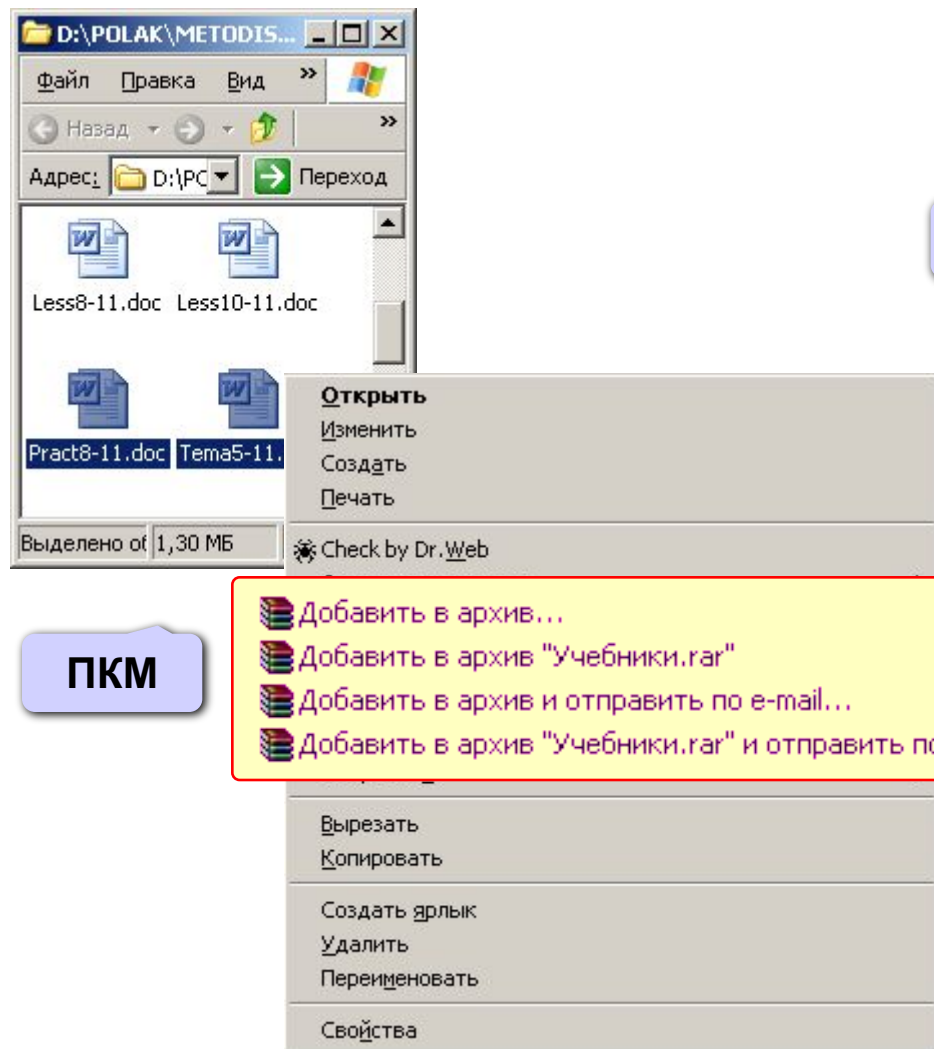 D:\POLAK\METODIS...
Файл Правка Вид »
Назад »
Адрес: D:\PC Переход
Less8-11.doc Less10-11.doc
Pract8-11.doc Tema5-11.
Выделено 1,30 МБ
Открыть
Изменить
Создать
Печать
Check by Dr.Web
ПКМ
Добавить в архив...
Добавить в архив "Учебники.rar"
Добавить в архив и отправить по e-mail...
Добавить в архив "Учебники.rar" и отправить по
Вырезать
Копировать
Создать ярлык
Удалить
Переименовать
Свойства